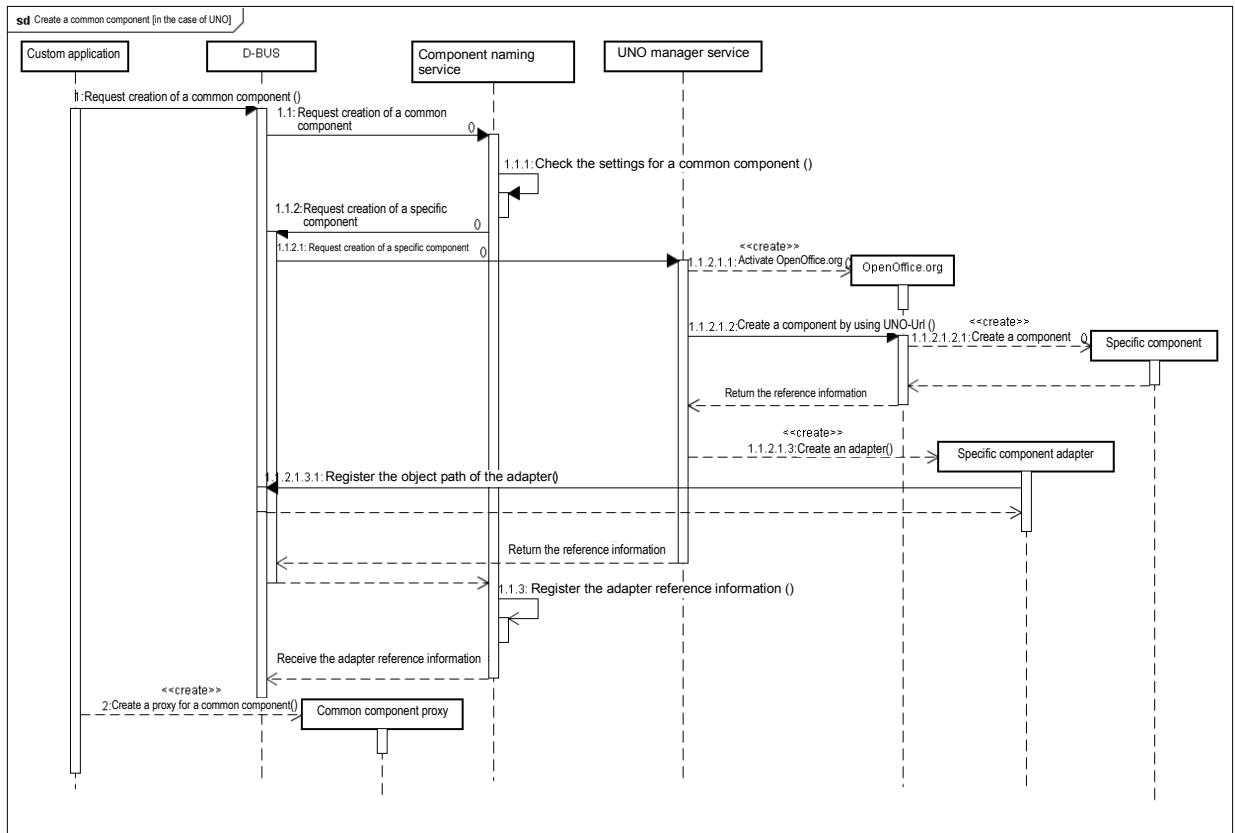 sd Create a common component [in the case of UNO]
Custom application
D-BUS
Component naming
service
UNO manager service
1:Request creation of a common component ()
1.1: Request creation of a common
component
()
1.1.1: Check the settings for a common component ()
1.1.2:Request creation of a specific
component
()
1.1.2.1: Request creation of a specific component
()
<<create>>
1.1.2.1.1: Activate OpenOffice.org ()
OpenOffice.org
1.1.2.1.2:Create a component by using UNO-Url ()
<<create>>
1.1.2.1.2.1: Create a component ()
Specific component
Return the reference information
<<create>>
1.1.2.1.3:Create an adapter()
Specific component adapter
1.1.2.1.3.1: Register the object path of the adapter()
Return the reference information
1.1.3: Register the adapter reference information ()
Receive the adapter reference information
<<create>>
2:Create a proxy for a common component()
Common component proxy